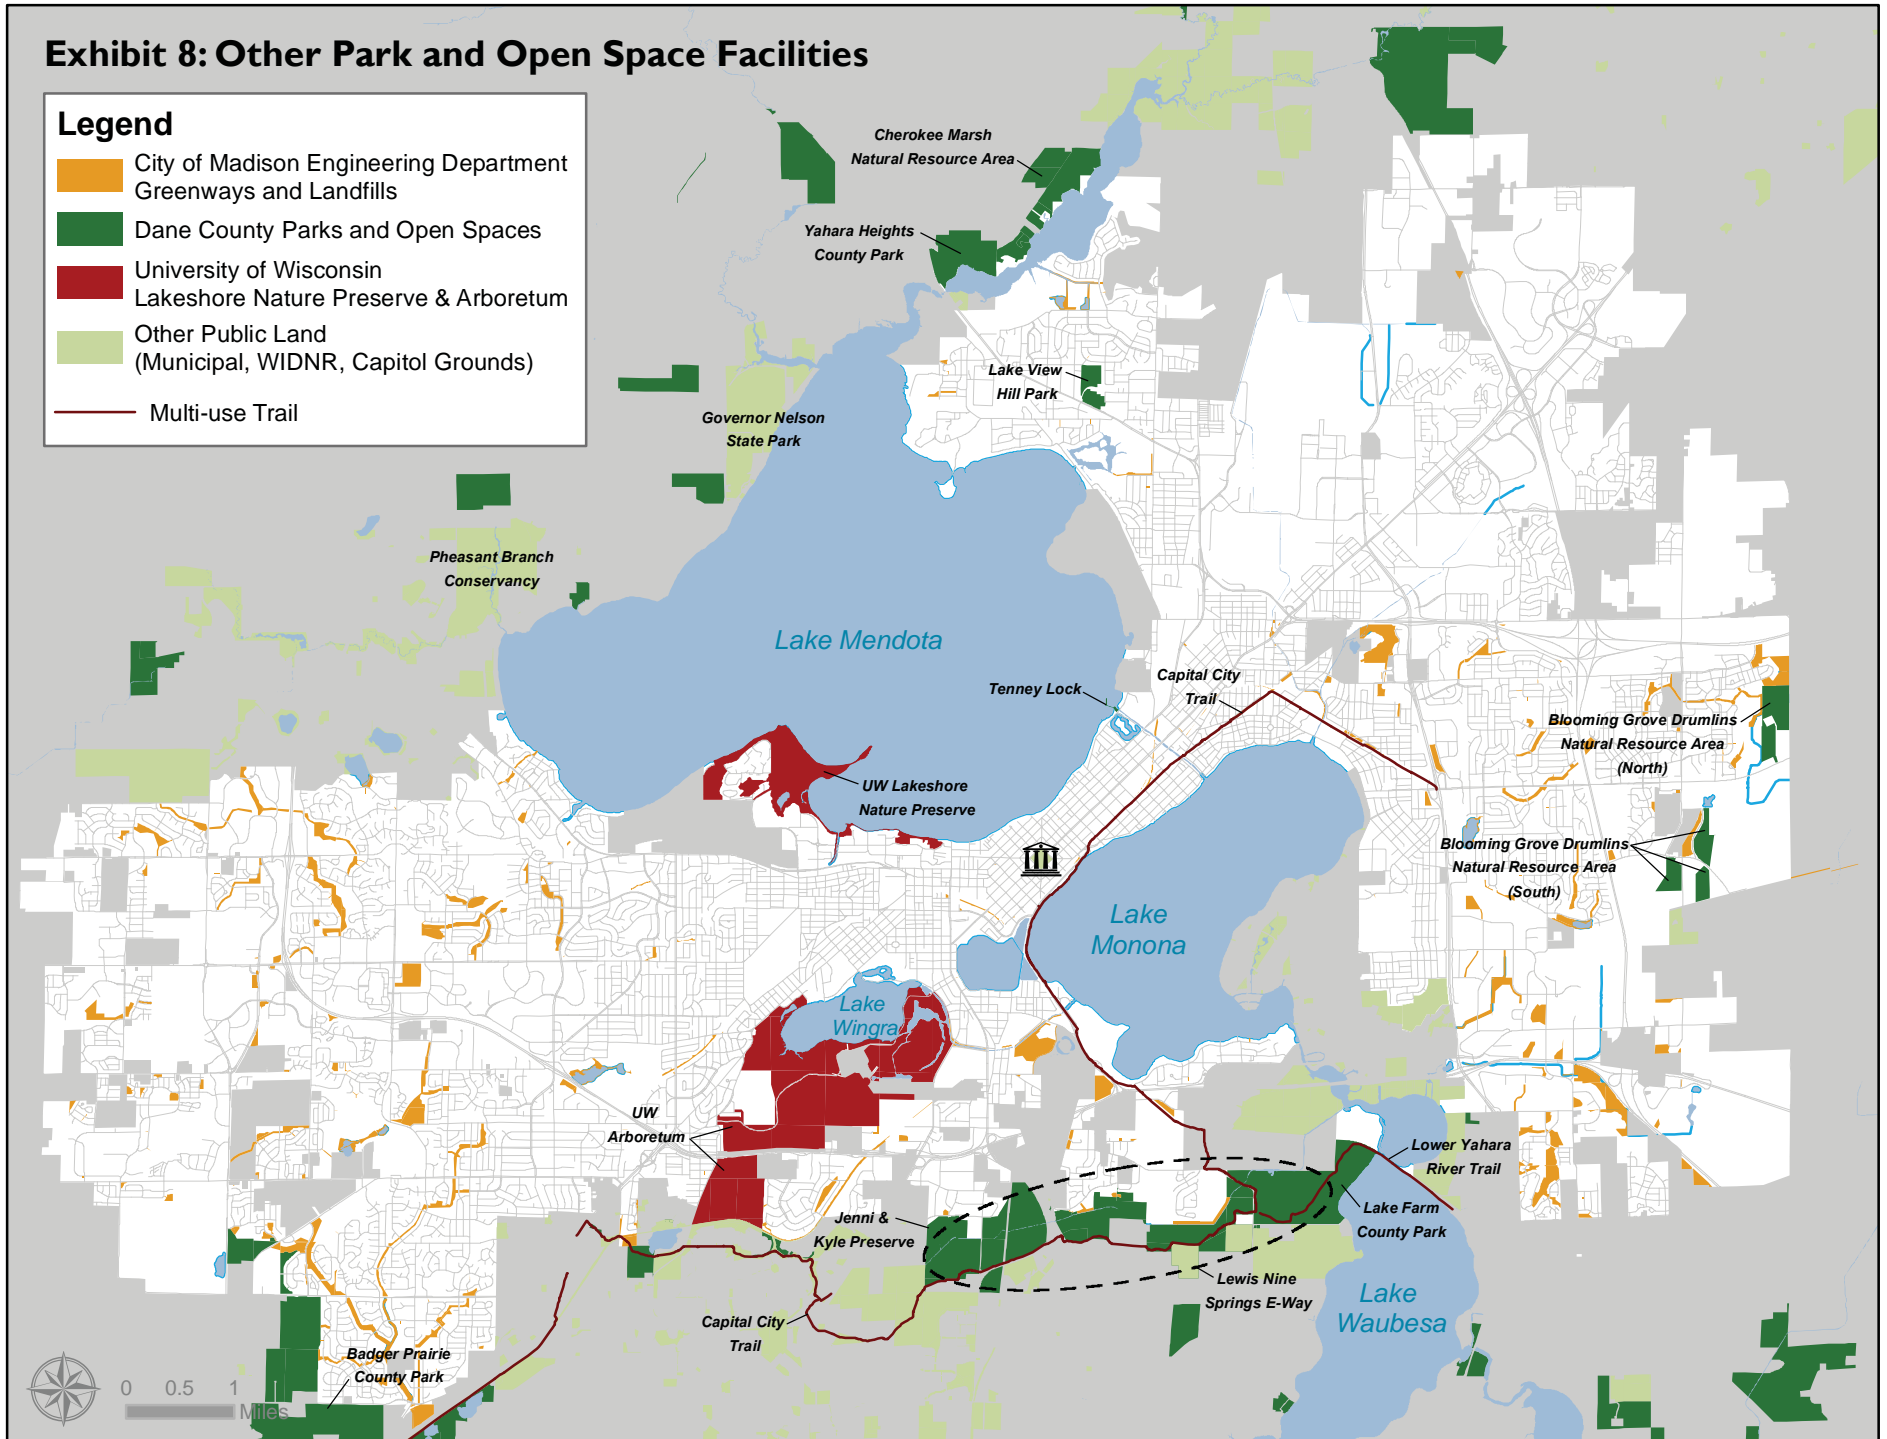 Exhibit 8: Other Park and Open Space Facilities
Legend
City of Madison Engineering Department
Greenways and Landfills
Dane County Parks and Open Spaces
University of Wisconsin
Lakeshore Nature Preserve & Arboretum
Other Public Land
(Municipal, WIDNR, Capitol Grounds)
Multi-use Trail
Cherokee Marsh
Natural Resource Area
Yahara Heights
County Park
Lake View
Hill Park
Governor Nelson
State Park
Pheasant Branch
Conservancy
Lake Mendota
Tenney Lock
Capital City
Trail
Blooming Grove Drumlins
Natural Resource Area
(North)
UW Lakeshore
Nature Preserve
Blooming Grove Drumlins
Natural Resource Area
(South)
Lake
Monona
Lake
Wingra
UW
Arboretum
Lower Yahara
River Trail
Jenni &
Kyle Preserve
Lake Farm
County Park
Lewis Nine
Springs E-Way
Lake
Waubesa
Capital City
Trail
Badger Prairie
County Park
0 0.5 1
Miles